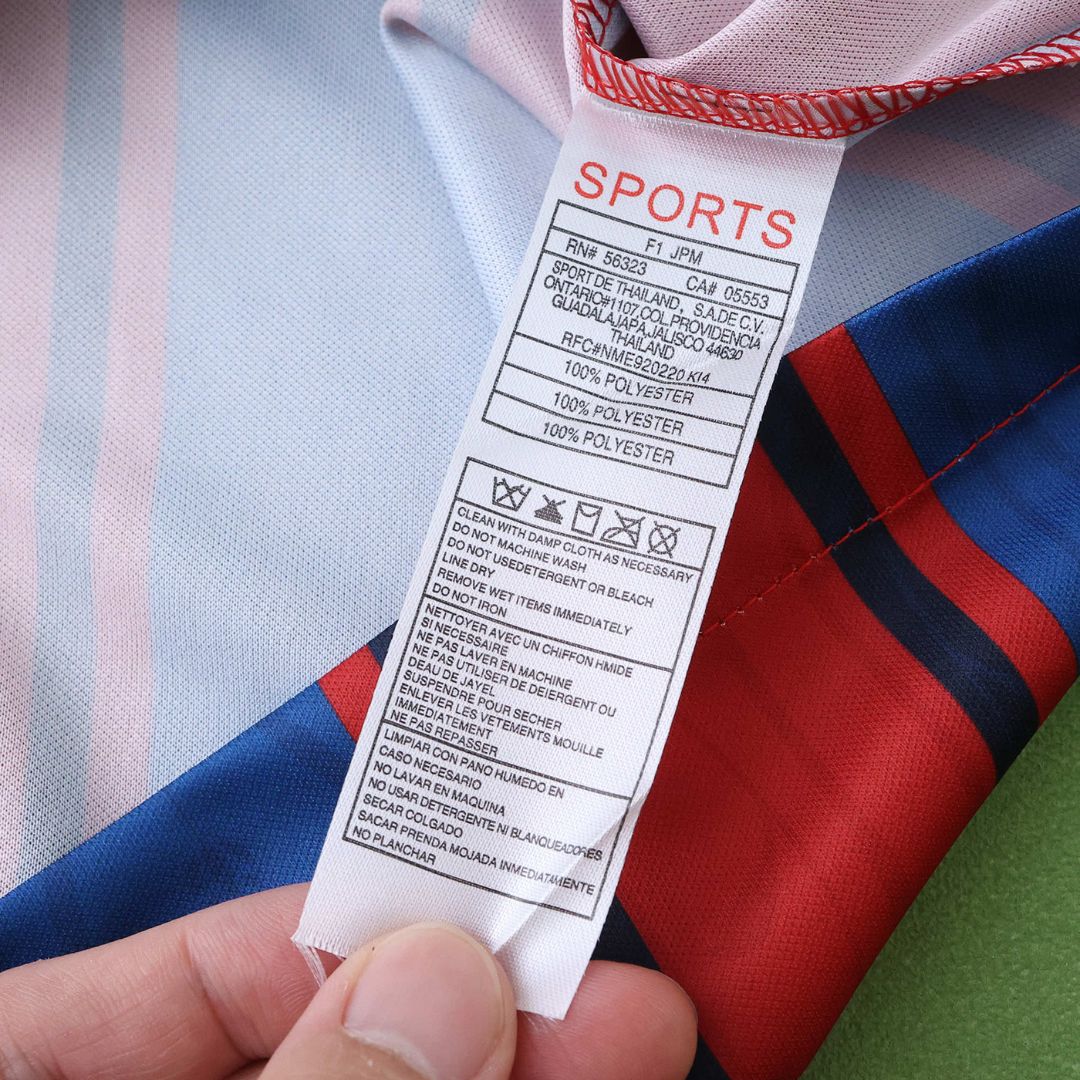 SPORTS
F1 JPM
RN# 56323 CA# 05553
SPORT DE THAILAND, S.A.DE C.V.
ONTARIO#1107,COL.PROVIDENCIA
GUADALAJAPA,JALISCO 44630
THAILAND
RFC#NME920220 KI4
100% POLYESTER
100% POLYESTER
100% POLYESTER
CLEAN WITH DAMP CLOTH AS NECESSARY
DO NOT MACHINE WASH
DO NOT USEDETERGENT OR BLEACH
LINE DRY
REMOVE WET ITEMS IMMEDIATELY
DO NOT IRON
NETTOYER AVEC UN CHIFFON HMIDE
SI NECESSAIRE
NE PAS LAVER EN MACHINE
NE PAS UTILISER DE DEIERGENT OU
DEAU DE JAYEL
SUSPENDRE POUR SECHER
ENLEVER LES VETEMENTS MOUILLE
IMMEDIATEMENT
NE PAS REPASSER
LIMPIAR CON PANO HUMEDO EN
CASO NECESARIO
NO LAVAR EN MAQUINA
NO USAR DETERGENTE NI BLANQUEADORES
SECAR COLGADO
SACAR PRENDA MOJADA INMEDIATAMENTE
NO PLANCHAR